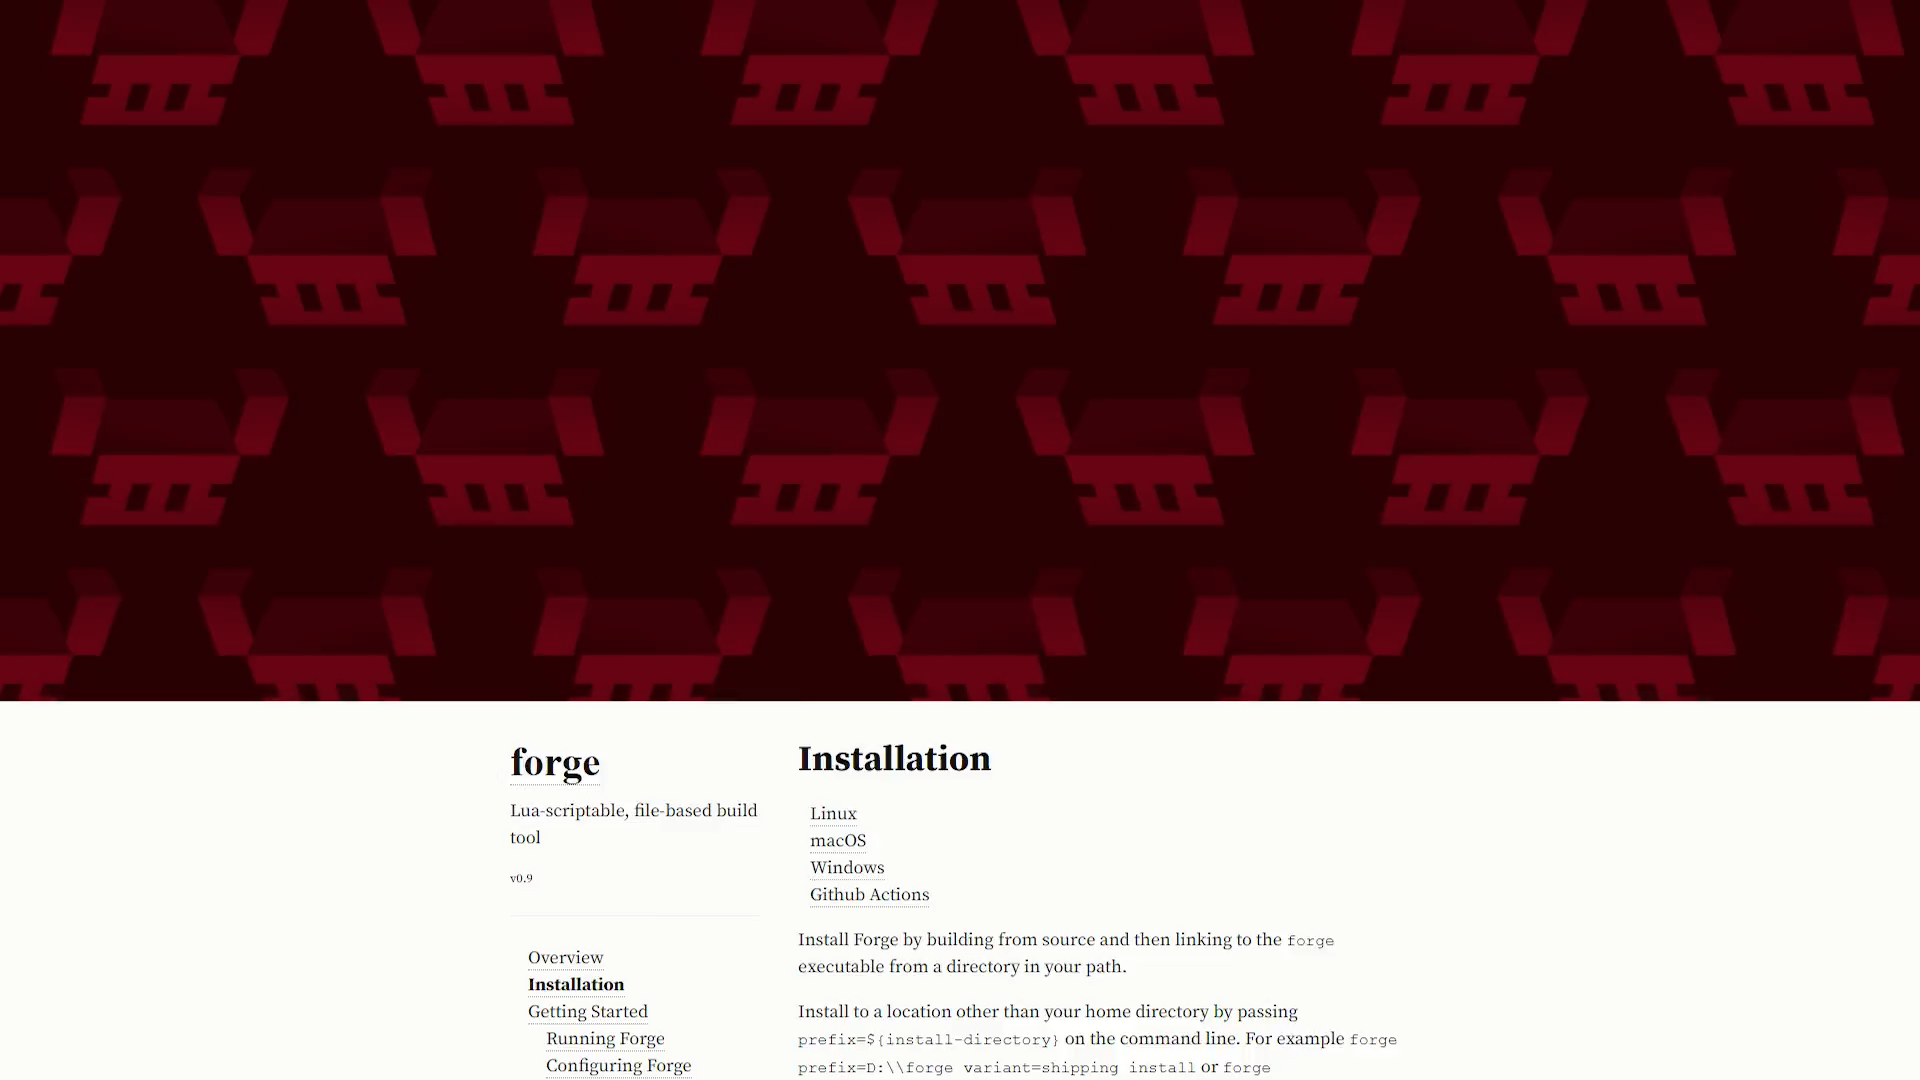 forge
Lua-scriptable, file-based build
tool
v0.9
Overview
Installation
Getting Started
Running Forge
Configuring Forge
Installation
Linux
macOS
Windows
Github Actions
Install Forge by building from source and then linking to the forge
executable from a directory in your path.
Install to a location other than your home directory by passing
prefix=${install-directory} on the command line. For example forge
prefix=D:\\forge variant=shipping install or forge